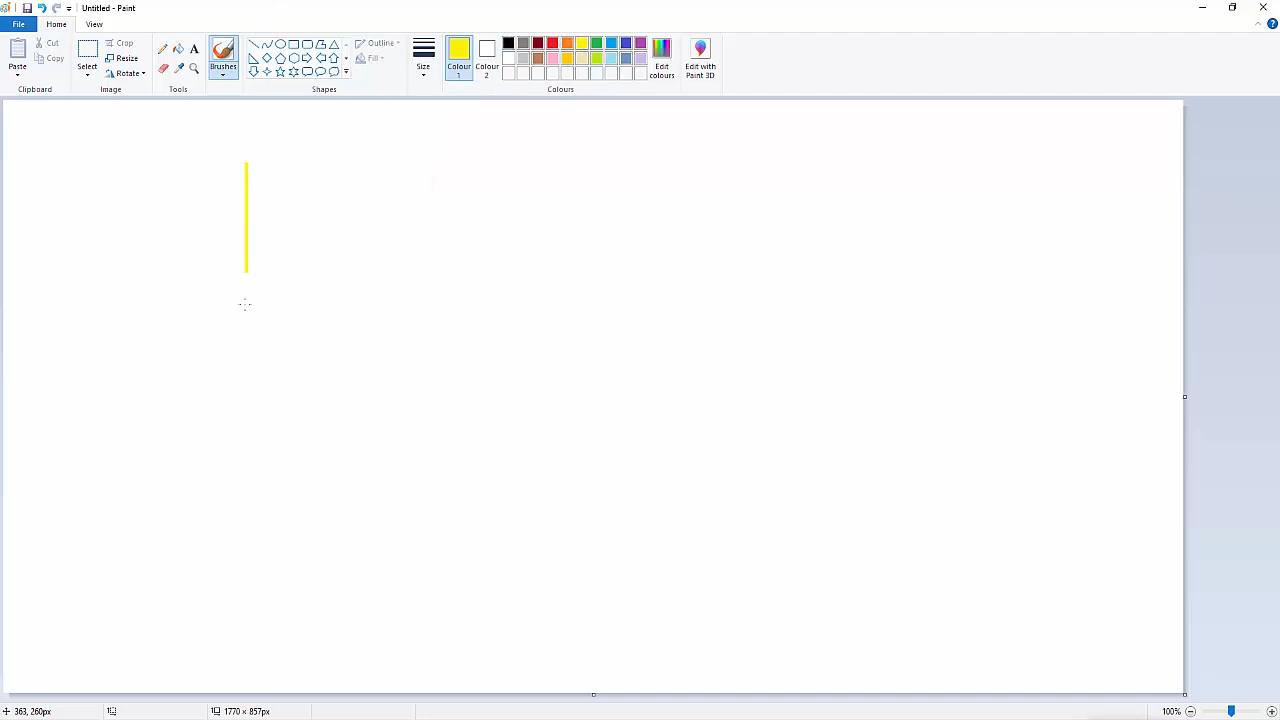 Untitled - Paint
File Home View
Paste
Cut
Copy
Clipboard
Select
Crop
Resize
Rotate
Image
A
Tools
Brushes
Outline
Fill
Shapes
Size
Colour 1
Colour 2
Edit colours
Edit with Paint 3D
Colours
363, 260px
1770 × 857px
100%